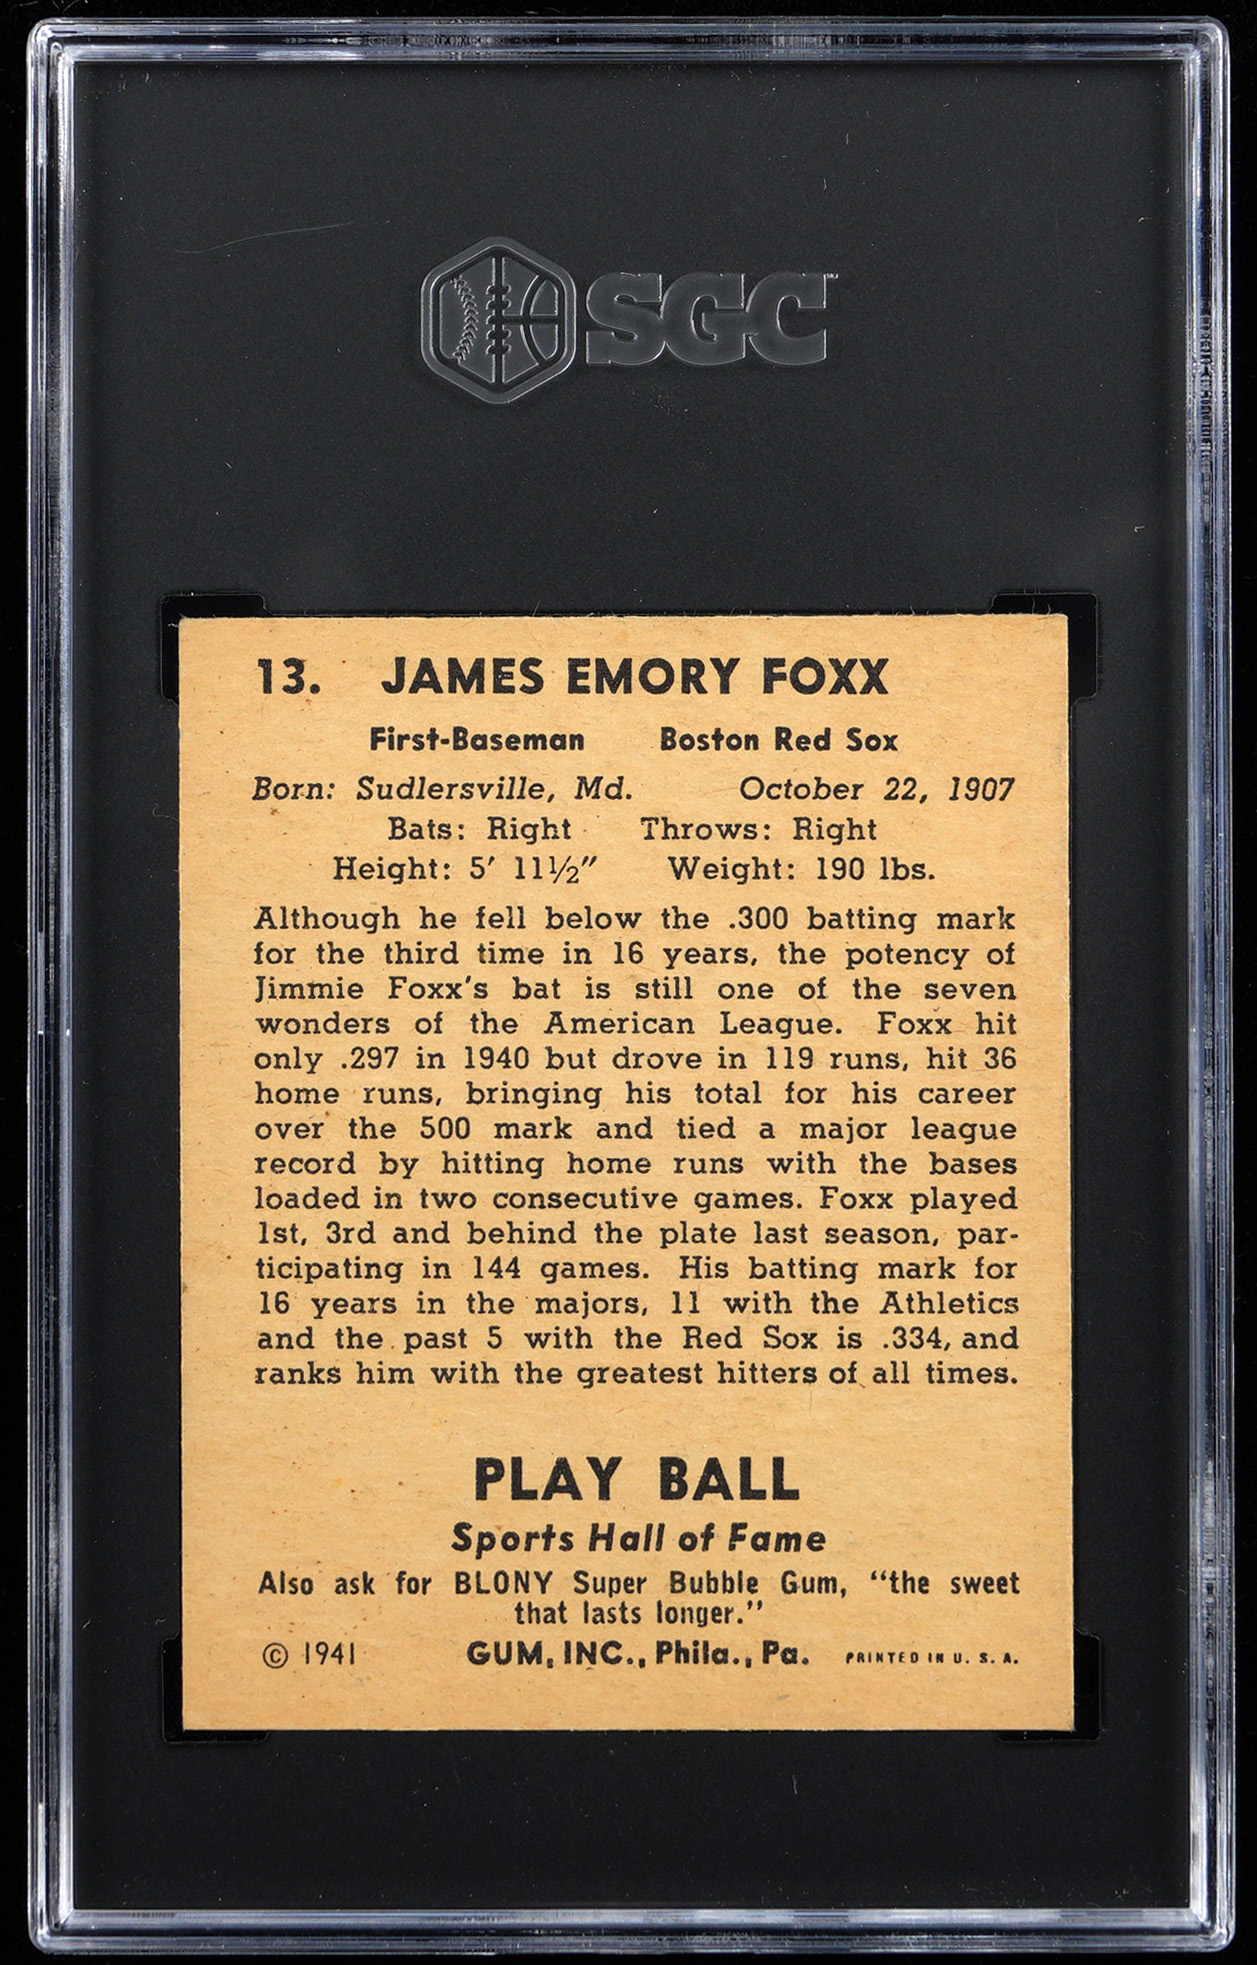 SGC™
13. JAMES EMORY FOXX
First-Baseman Boston Red Sox
Born: Sudlersville, Md. October 22, 1907
Bats: Right Throws: Right
Height: 5′ 11½″ Weight: 190 lbs.
Although he fell below the .300 batting mark
for the third time in 16 years, the potency of
Jimmie Foxx's bat is still one of the seven
wonders of the American League. Foxx hit
only .297 in 1940 but drove in 119 runs, hit 36
home runs, bringing his total for his career
over the 500 mark and tied a major league
record by hitting home runs with the bases
loaded in two consecutive games. Foxx played
1st, 3rd and behind the plate last season, par-
ticipating in 144 games. His batting mark for
16 years in the majors, 11 with the Athletics
and the past 5 with the Red Sox is .334, and
ranks him with the greatest hitters of all times.
PLAY BALL
Sports Hall of Fame
Also ask for BLONY Super Bubble Gum, "the sweet
that lasts longer."
© 1941 GUM, INC., Phila., Pa. PRINTED IN U. S. A.